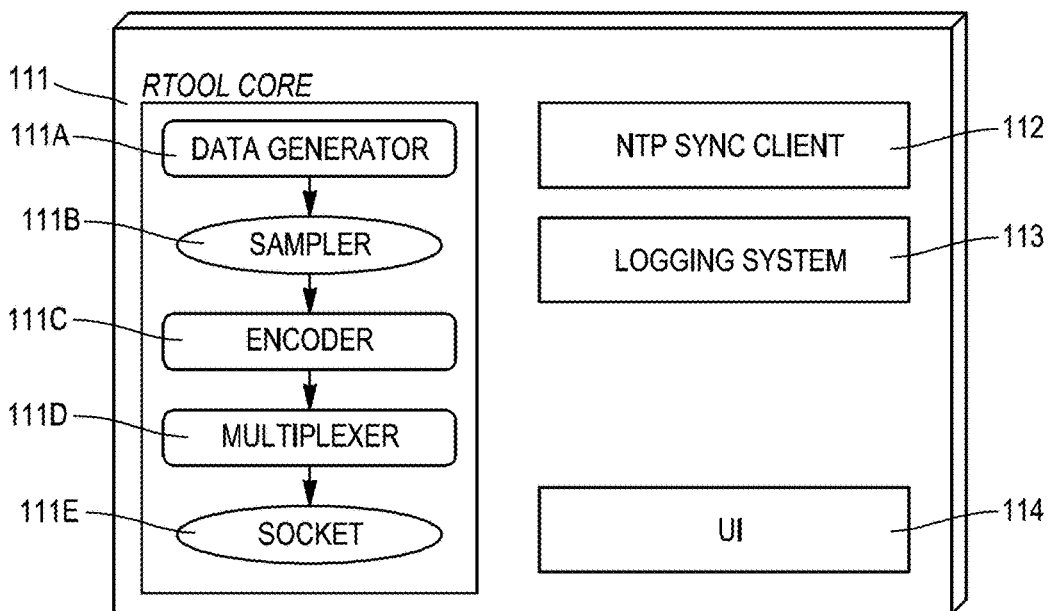 111
RTOOL CORE
111A
DATA GENERATOR
111B
SAMPLER
111C
ENCODER
111D
MULTIPLEXER
111E
SOCKET
NTP SYNC CLIENT
112
LOGGING SYSTEM
113
UI
114